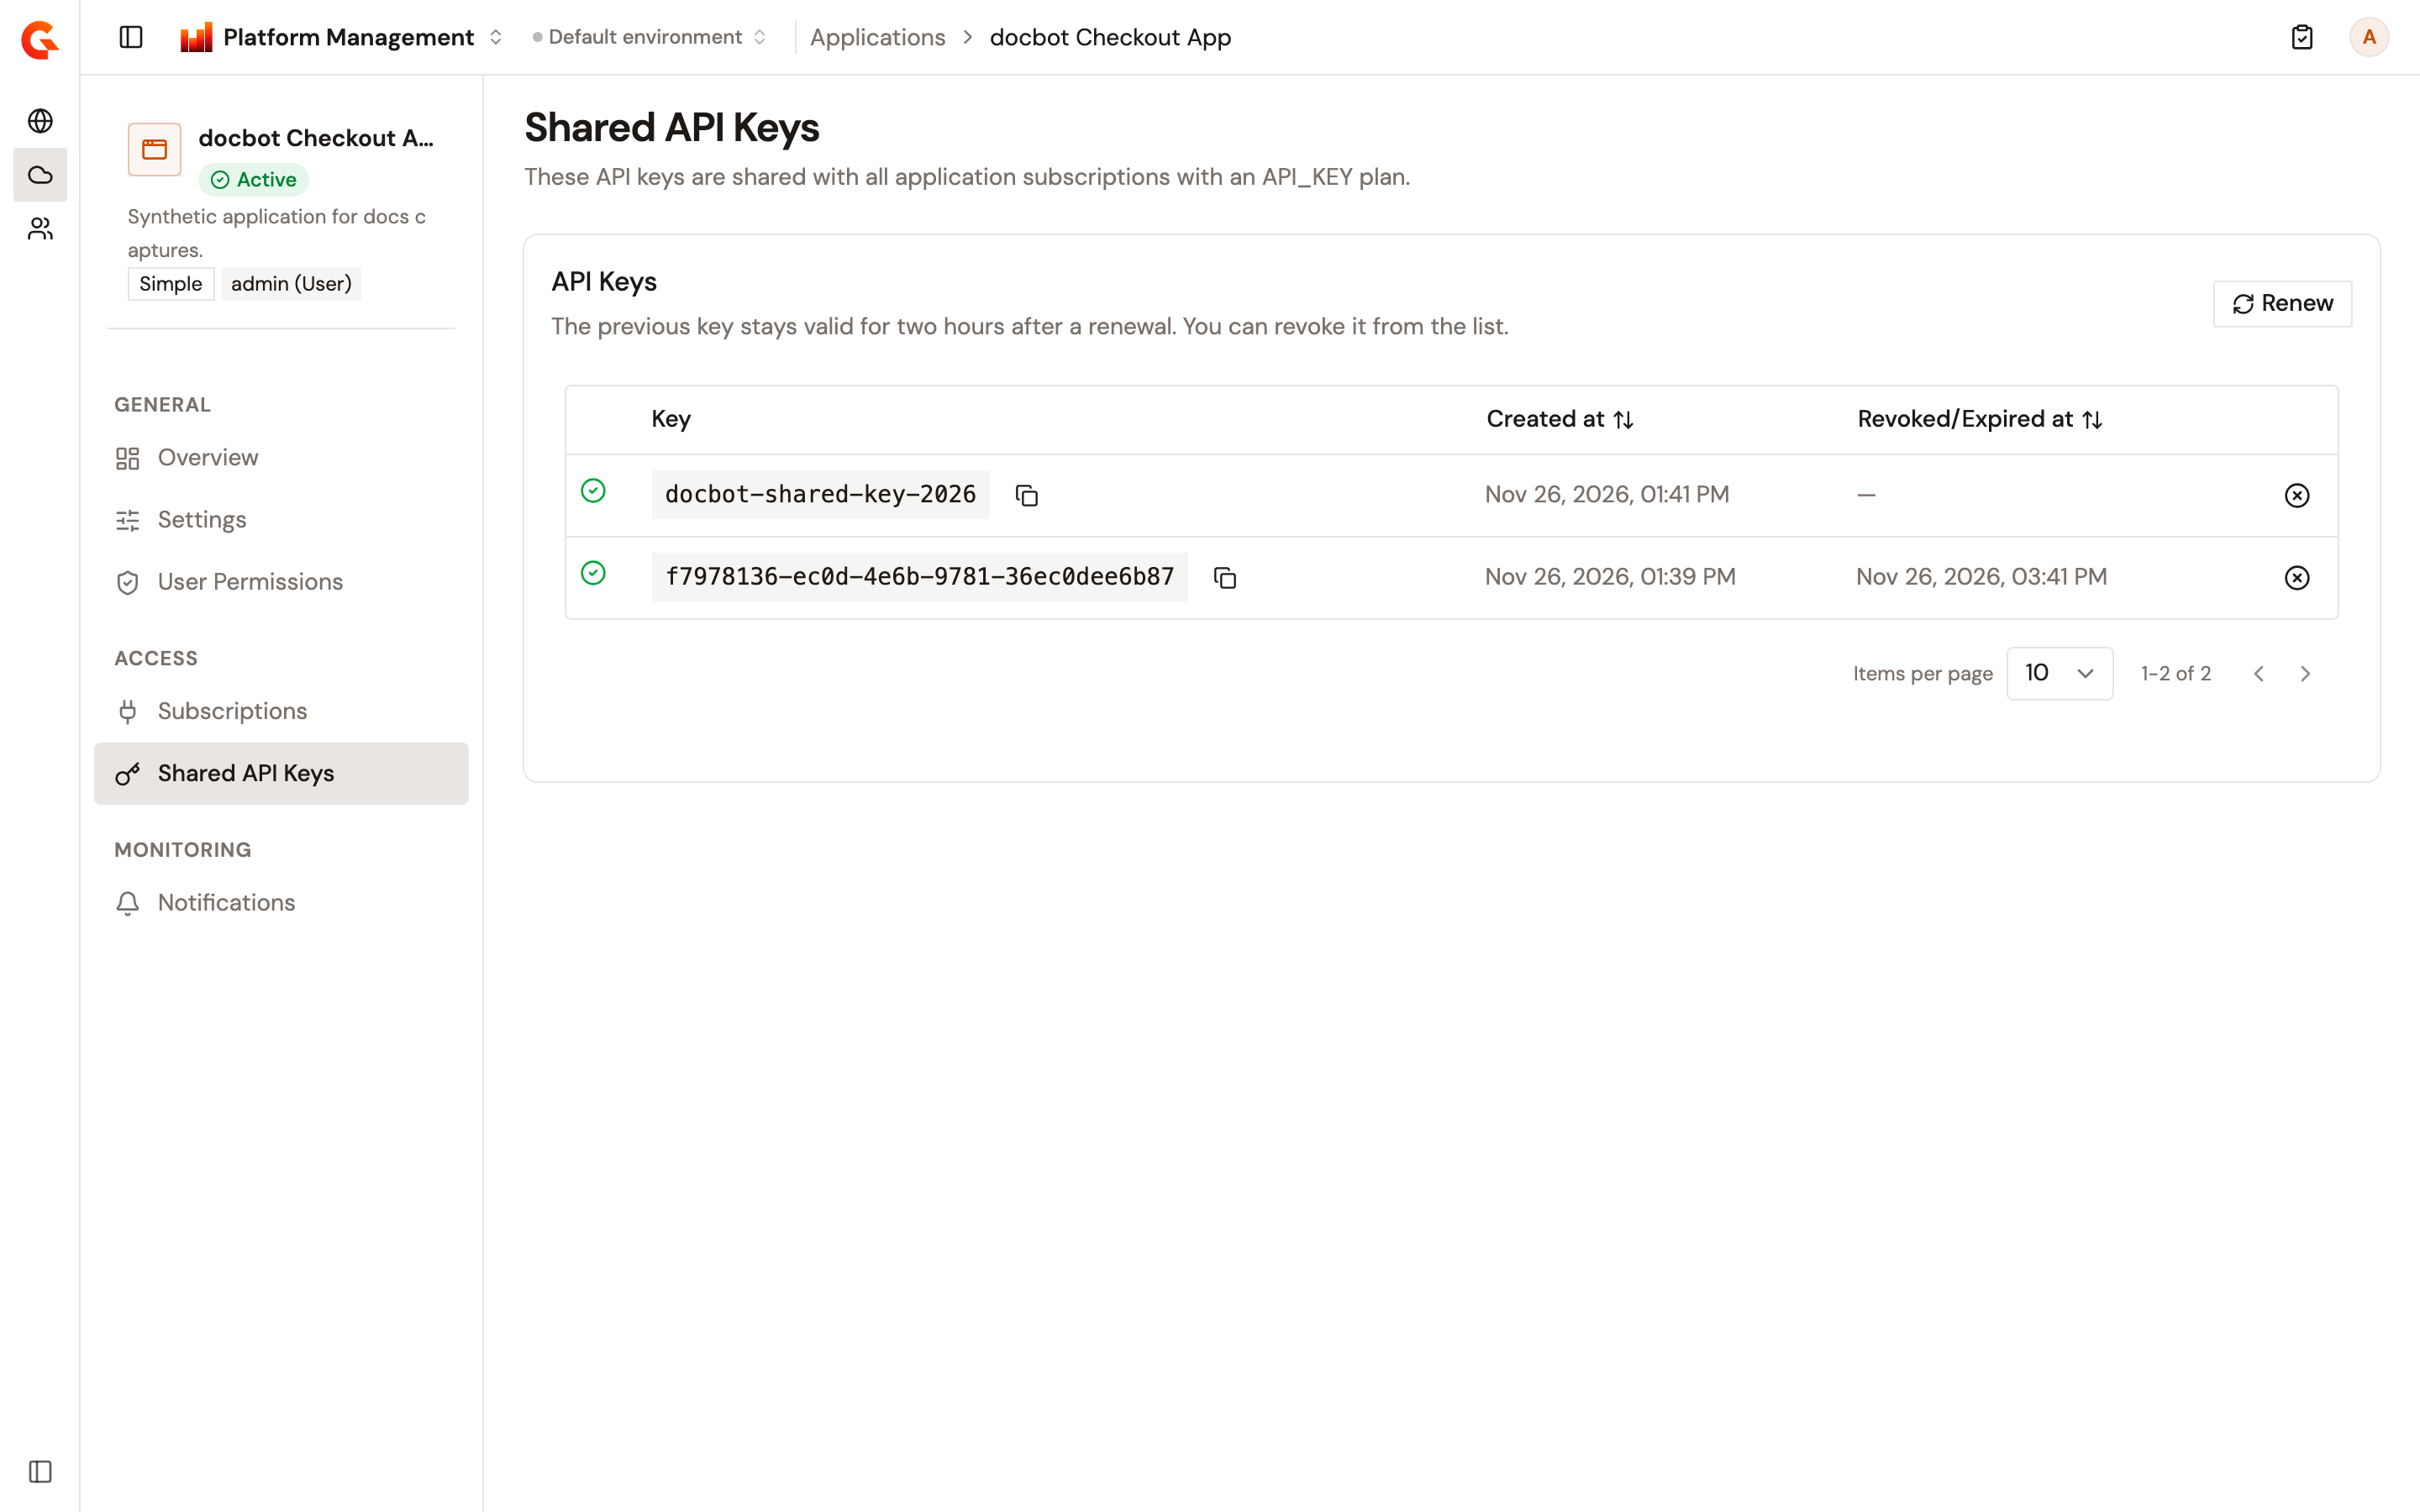 Platform Management
Default environment
Applications > docbot Checkout App
A
docbot Checkout A...
Active
Synthetic application for docs c
aptures.
Simple
admin (User)
GENERAL
Overview
Settings
User Permissions
ACCESS
Subscriptions
Shared API Keys
MONITORING
Notifications
Shared API Keys
These API keys are shared with all application subscriptions with an API_KEY plan.
API Keys
The previous key stays valid for two hours after a renewal. You can revoke it from the list.
Renew
Key Created at Revoked/Expired at
docbot-shared-key-2026 Nov 26, 2026, 01:41 PM —
f7978136-ec0d-4e6b-9781-36ec0dee6b87 Nov 26, 2026, 01:39 PM Nov 26, 2026, 03:41 PM
Items per page 10 1-2 of 2